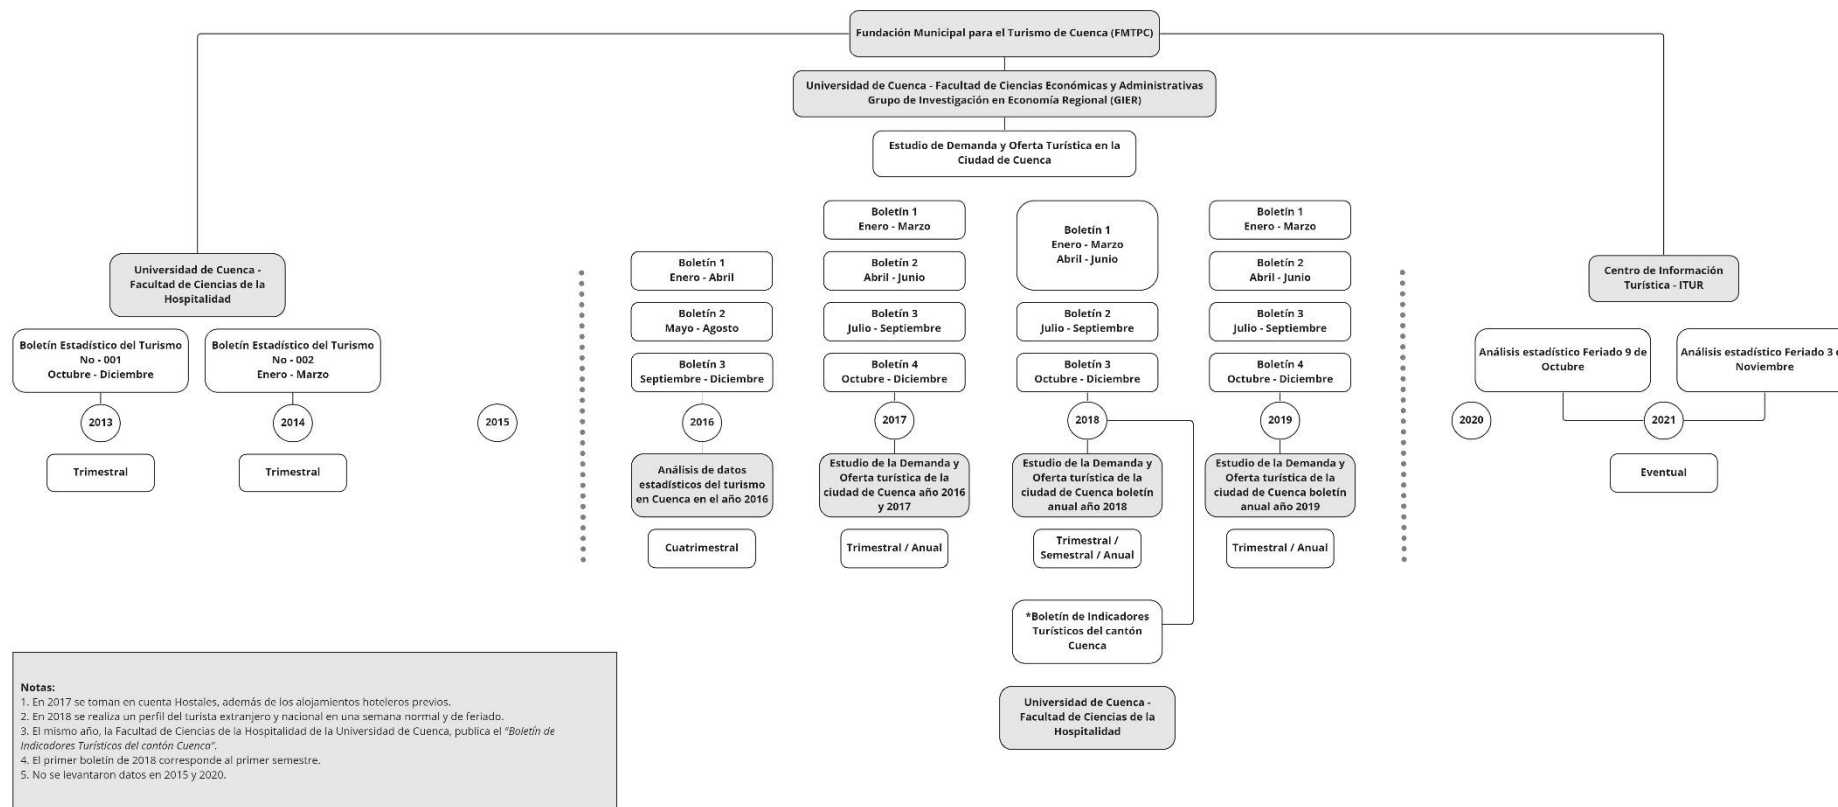 Fundación Municipal para el Turismo de Cuenca (FMTPC)
Universidad de Cuenca - Facultad de Ciencias Económicas y Administrativas
Grupo de Investigación en Economía Regional (GIER)
Estudio de Demanda y Oferta Turística en la
Ciudad de Cuenca
Universidad de Cuenca -
Facultad de Ciencias de la
Hospitalidad
Boletín Estadístico del Turismo
No - 001
Octubre - Diciembre
2013
Trimestral
Boletín Estadístico del Turismo
No - 002
Enero - Marzo
2014
Trimestral
2015
Boletín 1
Enero - Abril
Boletín 2
Mayo - Agosto
Boletín 3
Septiembre - Diciembre
2016
Análisis de datos
estadísticos del turismo
en Cuenca en el año 2016
Cuatrimestral
Boletín 1
Enero - Marzo
Boletín 2
Abril - Junio
Boletín 3
Julio - Septiembre
Boletín 4
Octubre - Diciembre
2017
Estudio de la Demanda y
Oferta turística de la
ciudad de Cuenca año 2016
y 2017
Trimestral / Anual
Boletín 1
Enero - Marzo
Abril - Junio
Boletín 2
Julio - Septiembre
Boletín 3
Octubre - Diciembre
2018
Estudio de la Demanda y
Oferta turística de la
ciudad de Cuenca boletín
anual año 2018
Trimestral /
Semestral / Anual
*Boletín de Indicadores
Turísticos del cantón
Cuenca
Universidad de Cuenca -
Facultad de Ciencias de la
Hospitalidad
Boletín 1
Enero - Marzo
Boletín 2
Abril - Junio
Boletín 3
Julio - Septiembre
Boletín 4
Octubre - Diciembre
2019
Estudio de la Demanda y
Oferta turística de la
ciudad de Cuenca boletín
anual año 2019
Trimestral / Anual
Centro de Información
Turística - ITUR
2020
Análisis estadístico Feriado 9 de
Octubre
Análisis estadístico Feriado 3
Noviembre
2021
Eventual
Notas:
1. En 2017 se toman en cuenta Hostales, además de los alojamientos hoteleros previos.
2. En 2018 se realiza un perfil del turista extranjero y nacional en una semana normal y de feriado.
3. El mismo año, la Facultad de Ciencias de la Hospitalidad de la Universidad de Cuenca, publica el "Boletín de
Indicadores Turísticos del cantón Cuenca".
4. El primer boletín de 2018 corresponde al primer semestre.
5. No se levantaron datos en 2015 y 2020.